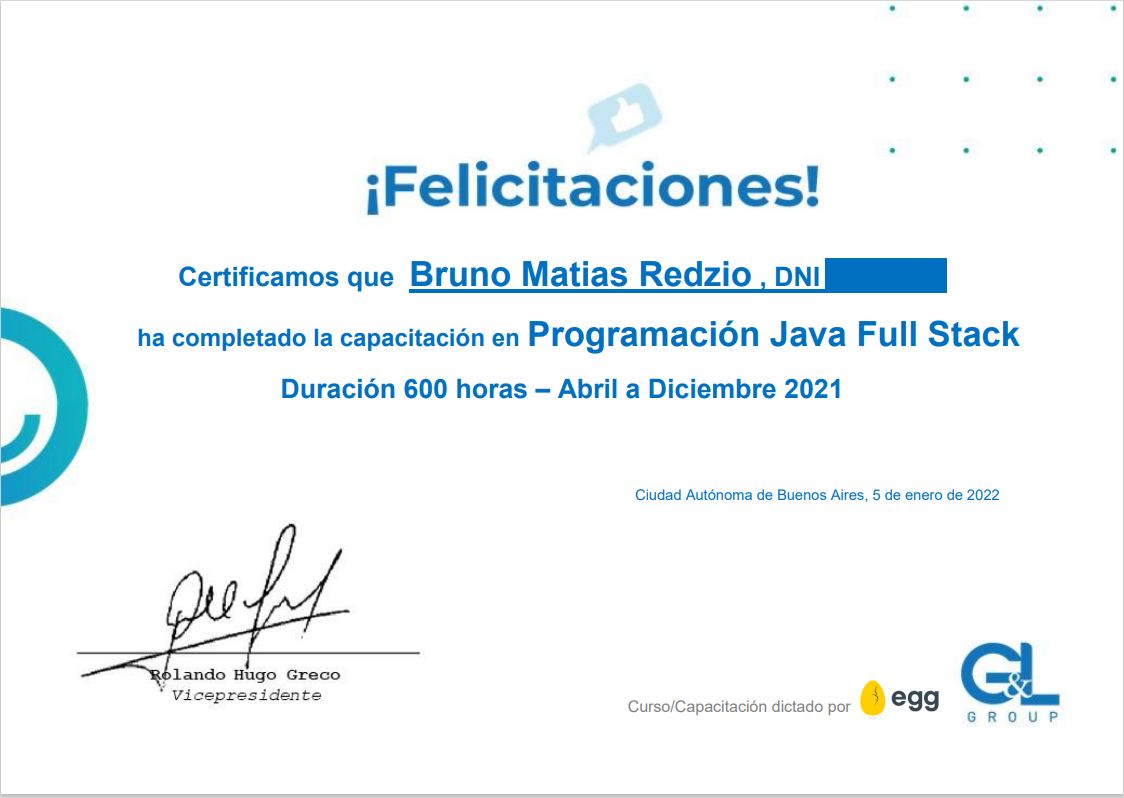 ¡Felicitaciones!
Certificamos que Bruno Matias Redzio , DNI
ha completado la capacitación en Programación Java Full Stack
Duración 600 horas – Abril a Diciembre 2021
Ciudad Autónoma de Buenos Aires, 5 de enero de 2022
Rolando Hugo Greco
Vicepresidente
Curso/Capacitación dictado por egg
G&L
GROUP